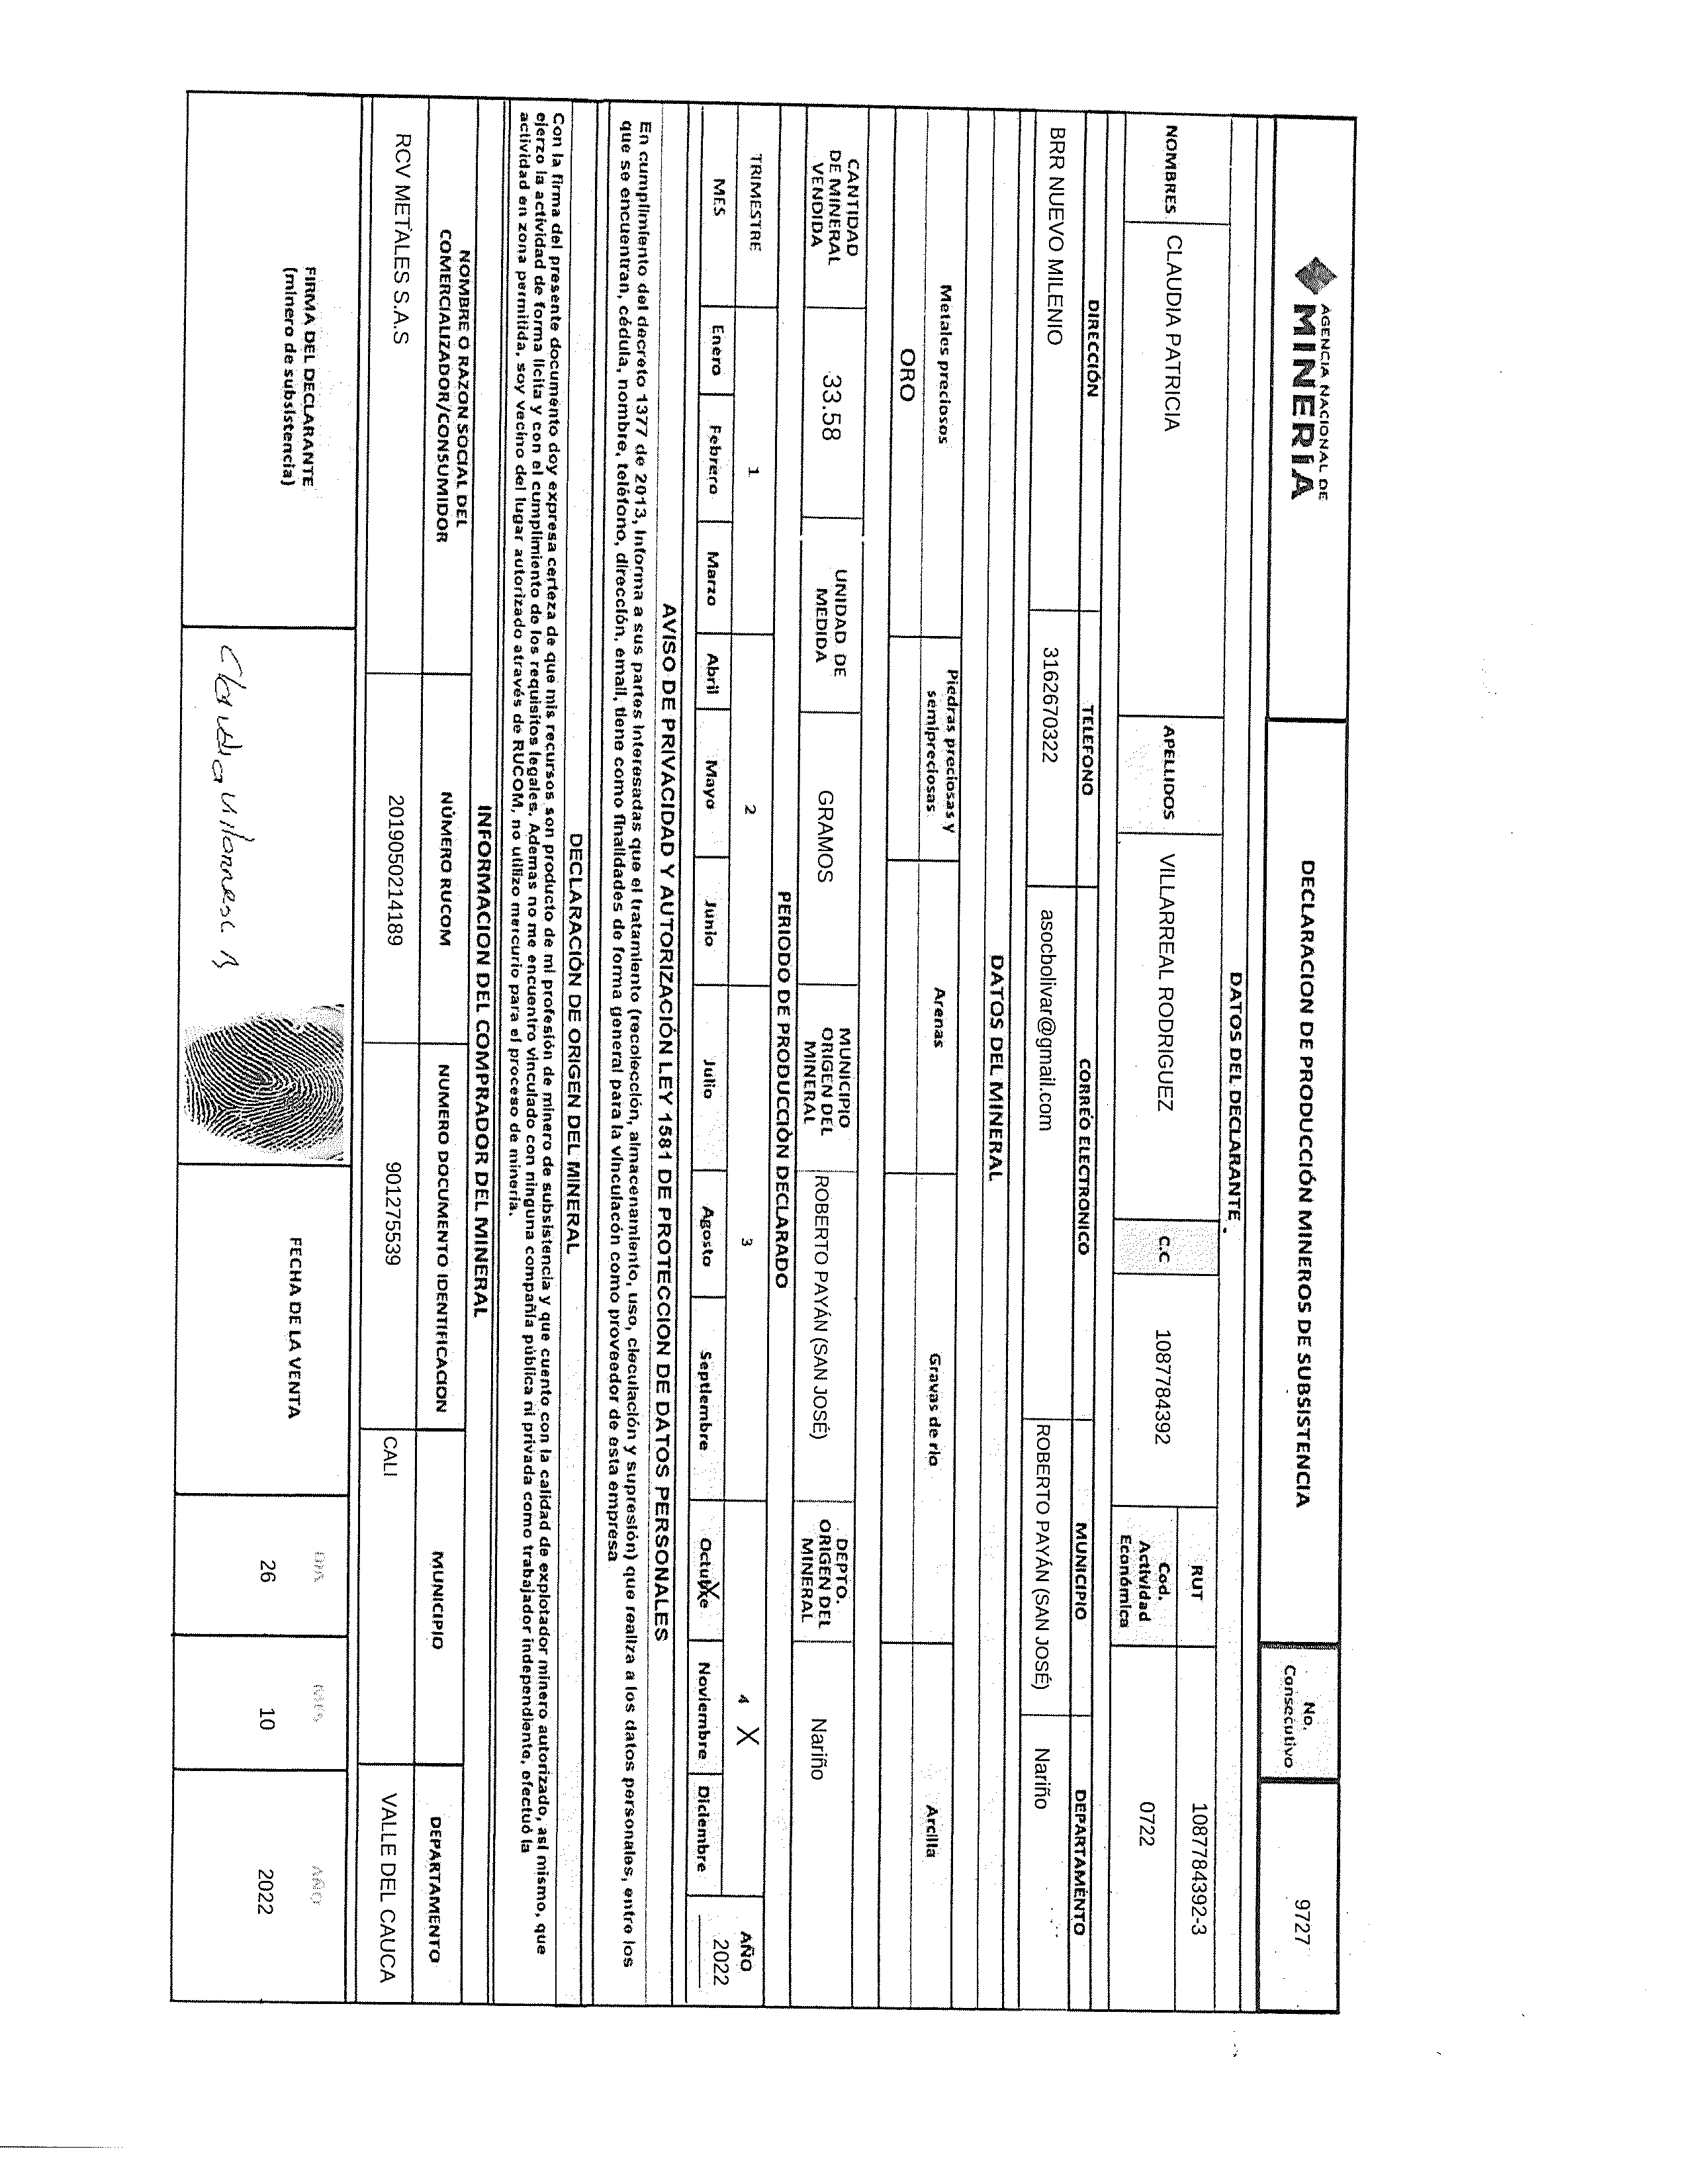 AGENCIA NACIONAL DE
MINERIA
DECLARACION DE PRODUCCIÓN MINEROS DE SUBSISTENCIA
No. Consecutivo
9727
DATOS DEL DECLARANTE
NOMBRES
CLAUDIA PATRICIA
APELLIDOS
VILLARREAL RODRIGUEZ
C.C
1087784392
RUT
1087784392-3
Cod. Actividad Económica
0722
DIRECCIÓN
TELEFONO
CORREO ELECTRONICO
MUNICIPIO
DEPARTAMENTO
BRR NUEVO MILENIO
3162670322
asocbolivar@gmail.com
ROBERTO PAYÁN (SAN JOSÉ)
Nariño
DATOS DEL MINERAL
Metales preciosos
Piedras preciosas y semipreciosas
Arenas
Gravas de rio
Arcilla
ORO
CANTIDAD DE MINERAL VENDIDA
33.58
UNIDAD DE MEDIDA
GRAMOS
MUNICIPIO ORIGEN DEL MINERAL
ROBERTO PAYÁN (SAN JOSÉ)
DEPTO. ORIGEN DEL MINERAL
Nariño
PERIODO DE PRODUCCIÒN DECLARADO
TRIMESTRE
1
2
3
4 X
AÑO
MES
Enero
Febrero
Marzo
Abril
Mayo
Junio
Julio
Agosto
Septiembre
Octubre X
Noviembre
Diciembre
2022
AVISO DE PRIVACIDAD Y AUTORIZACIÓN LEY 1581 DE PROTECCION DE DATOS PERSONALES
En cumplimiento del decreto 1377 de 2013, informa a sus partes interesadas que el tratamiento (recolección, almacenamiento, uso, cieculación y supresión) que realiza a los datos personales, entre los
que se encuentran, cédula, nombre, teléfono, dirección, email, tiene como finalidades de forma general para la vinculacón como proveedor de esta empresa
DECLARACIÓN DE ORIGEN DEL MINERAL
Con la firma del presente documento doy expresa certeza de que mis recursos son producto de mi profesión de minero de subsistencia y que cuento con la calidad de explotador minero autorizado, asi mismo, que
ejerzo la actividad de forma licita y con el cumplimiento de los requisitos legales. Ademas no me encuentro vinculado con ninguna compañía pública ni privada como trabajador independiente, efectuó la
actividad en zona permitida, soy vecino del lugar autorizado através de RUCOM, no utilizo mercurio para el proceso de mineria.
INFORMACION DEL COMPRADOR DEL MINERAL
NOMBRE O RAZON SOCIAL DEL COMERCIALIZADOR/CONSUMIDOR
NÚMERO RUCOM
NUMERO DOCUMENTO IDENTIFICACION
MUNICIPIO
DEPARTAMENTO
RCV METALES S.A.S
2019050214189
901275539
CALI
VALLE DEL CAUCA
FIRMA DEL DECLARANTE
(minero de subsistencia)
FECHA DE LA VENTA
DIA
MES
AÑO
26
10
2022